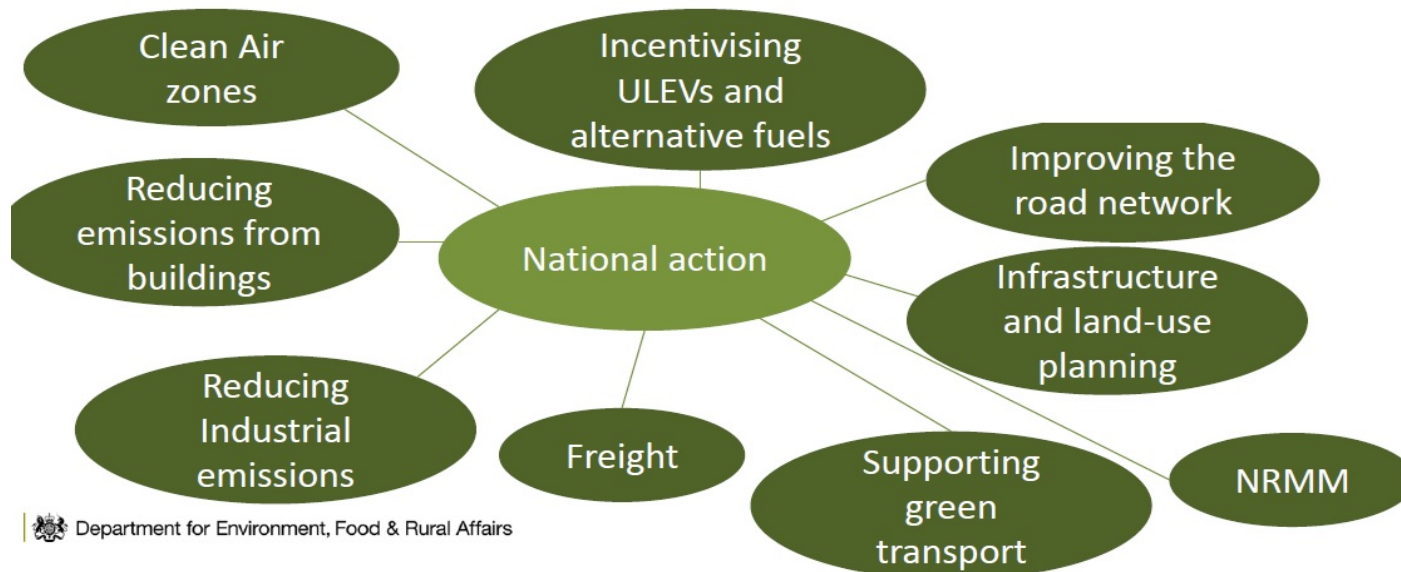 Clean Air
zones
Incentivising
ULEVs and
alternative fuels
Improving the
road network
Reducing
emissions from
buildings
National action
Infrastructure
and land-use
planning
Reducing
Industrial
emissions
Freight
Supporting
green
transport
NRMM
Department for Environment, Food & Rural Affairs